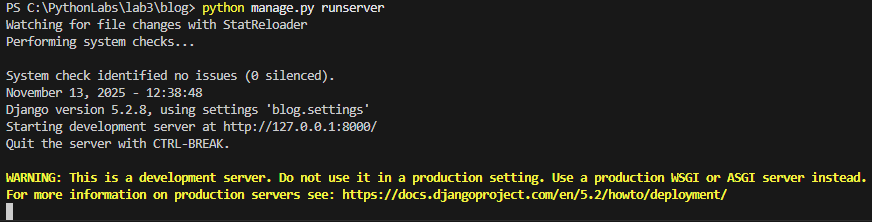 PS C:\PythonLabs\lab3\blog> python manage.py runserver
Watching for file changes with StatReloader
Performing system checks...
System check identified no issues (0 silenced).
November 13, 2025 - 12:38:48
Django version 5.2.8, using settings 'blog.settings'
Starting development server at http://127.0.0.1:8000/
Quit the server with CTRL-BREAK.
WARNING: This is a development server. Do not use it in a production setting. Use a production WSGI or ASGI server instead.
For more information on production servers see: https://docs.djangoproject.com/en/5.2/howto/deployment/